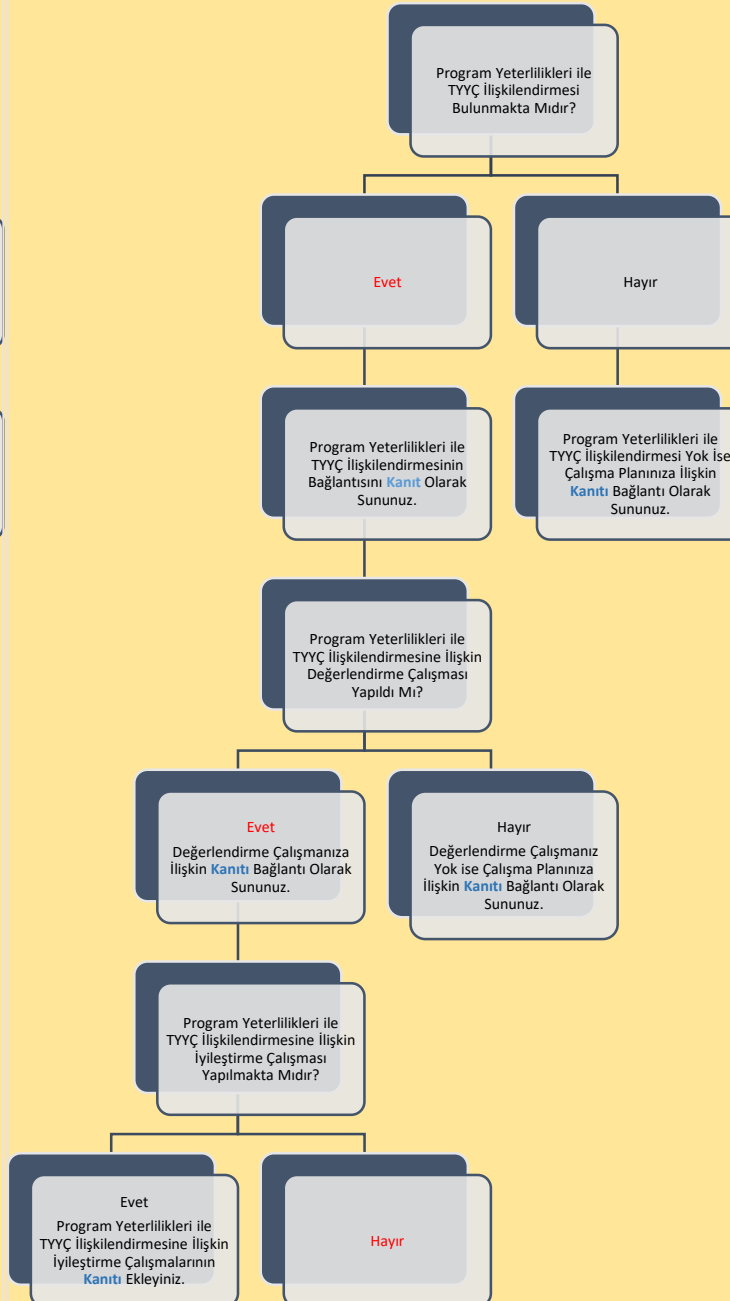 Program Yeterlilikleri ile
TYYÇ İlişkilendirmesi
Bulunmakta Mıdır?
Evet
Hayır
Program Yeterlilikleri ile
TYYÇ İlişkilendirmesinin
Bağlantısını Kanıt Olarak
Sununuz.
Program Yeterlilikleri ile
TYYÇ İlişkilendirmesi Yok İse
Çalışma Planınıza İlişkin
Kanıtı Bağlantı Olarak
Sununuz.
Program Yeterlilikleri ile
TYYÇ İlişkilendirmesine İlişkin
Değerlendirme Çalışması
Yapıldı Mı?
Evet
Değerlendirme Çalışmanıza
İlişkin Kanıtı Bağlantı Olarak
Sununuz.
Hayır
Değerlendirme Çalışmanız
Yok ise Çalışma Planınıza
İlişkin Kanıtı Bağlantı Olarak
Sununuz.
Program Yeterlilikleri ile
TYYÇ İlişkilendirmesine İlişkin
İyileştirme Çalışması
Yapılmakta Mıdır?
Evet
Program Yeterlilikleri ile
TYYÇ İlişkilendirmesine İlişkin
İyileştirme Çalışmalarının
Kanıtı Ekleyiniz.
Hayır